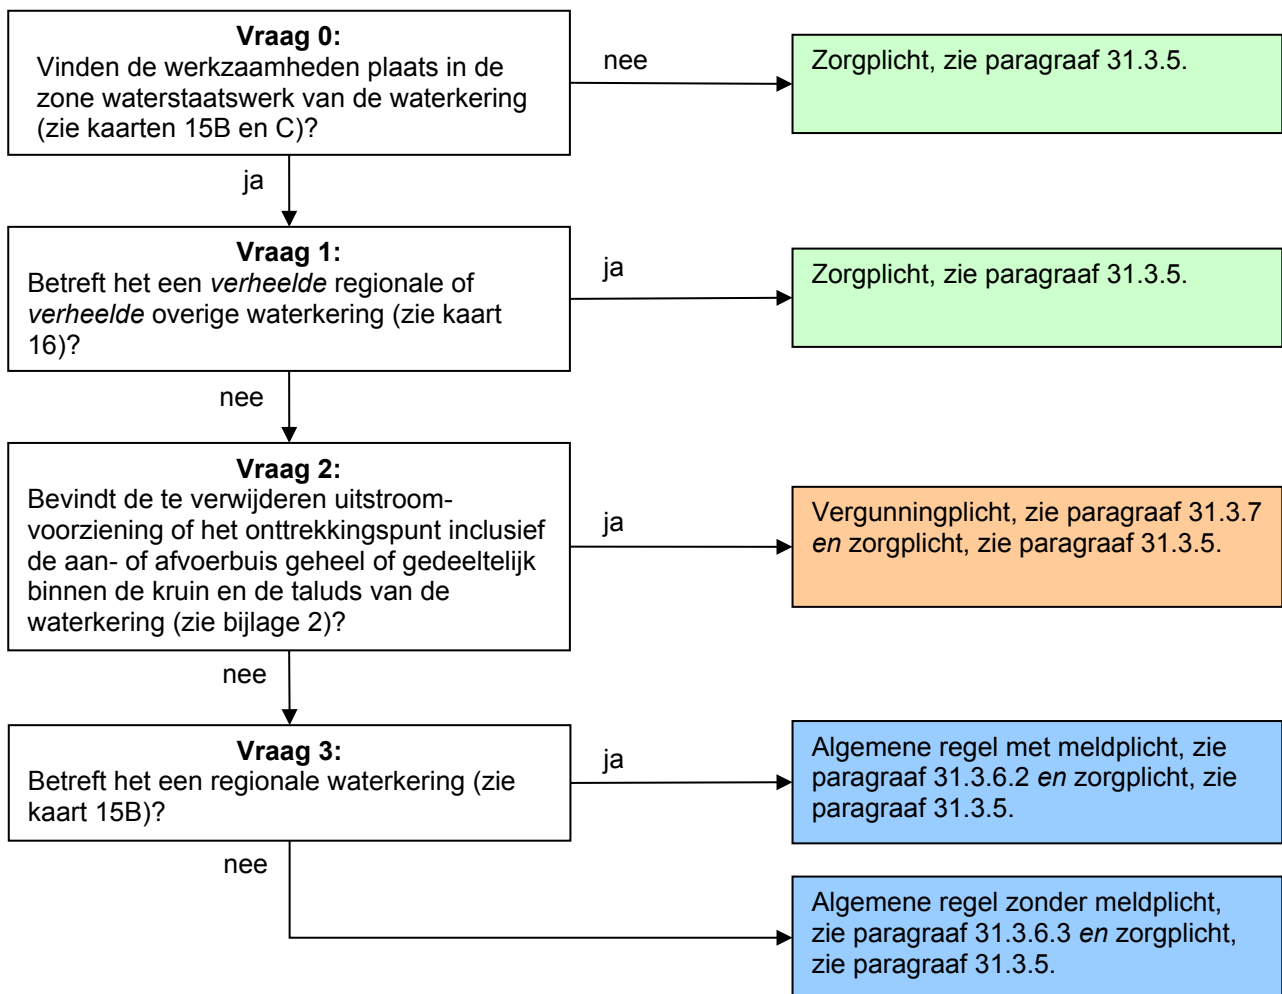 Vraag 0:
Vinden de werkzaamheden plaats in de
zone waterstaatswerk van de waterkering
(zie kaarten 15B en C)?
nee
Zorgplicht, zie paragraaf 31.3.5.
ja
Vraag 1:
Betreft het een verheelde regionale of
verheelde overige waterkering (zie kaart
16)?
ja
Zorgplicht, zie paragraaf 31.3.5.
nee
Vraag 2:
Bevindt de te verwijderen uitstroom-
voorziening of het onttrekkingspunt inclusief
de aan- of afvoerbuis geheel of gedeeltelijk
binnen de kruin en de taluds van de
waterkering (zie bijlage 2)?
ja
Vergunningplicht, zie paragraaf 31.3.7
en zorgplicht, zie paragraaf 31.3.5.
nee
Vraag 3:
Betreft het een regionale waterkering (zie
kaart 15B)?
ja
Algemene regel met meldplicht, zie
paragraaf 31.3.6.2 en zorgplicht, zie
paragraaf 31.3.5.
nee
Algemene regel zonder meldplicht,
zie paragraaf 31.3.6.3 en zorgplicht,
zie paragraaf 31.3.5.